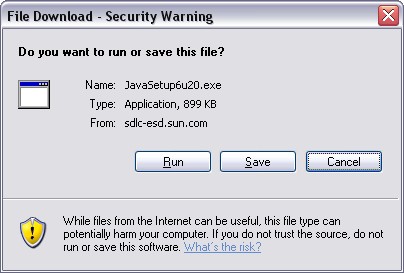 File Download - Security Warning
Do you want to run or save this file?
Name: JavaSetup6u20.exe
Type: Application, 899 KB
From: sdlc-esd.sun.com
Run Save Cancel
While files from the Internet can be useful, this file type can
potentially harm your computer. If you do not trust the source, do not
run or save this software. What's the risk?